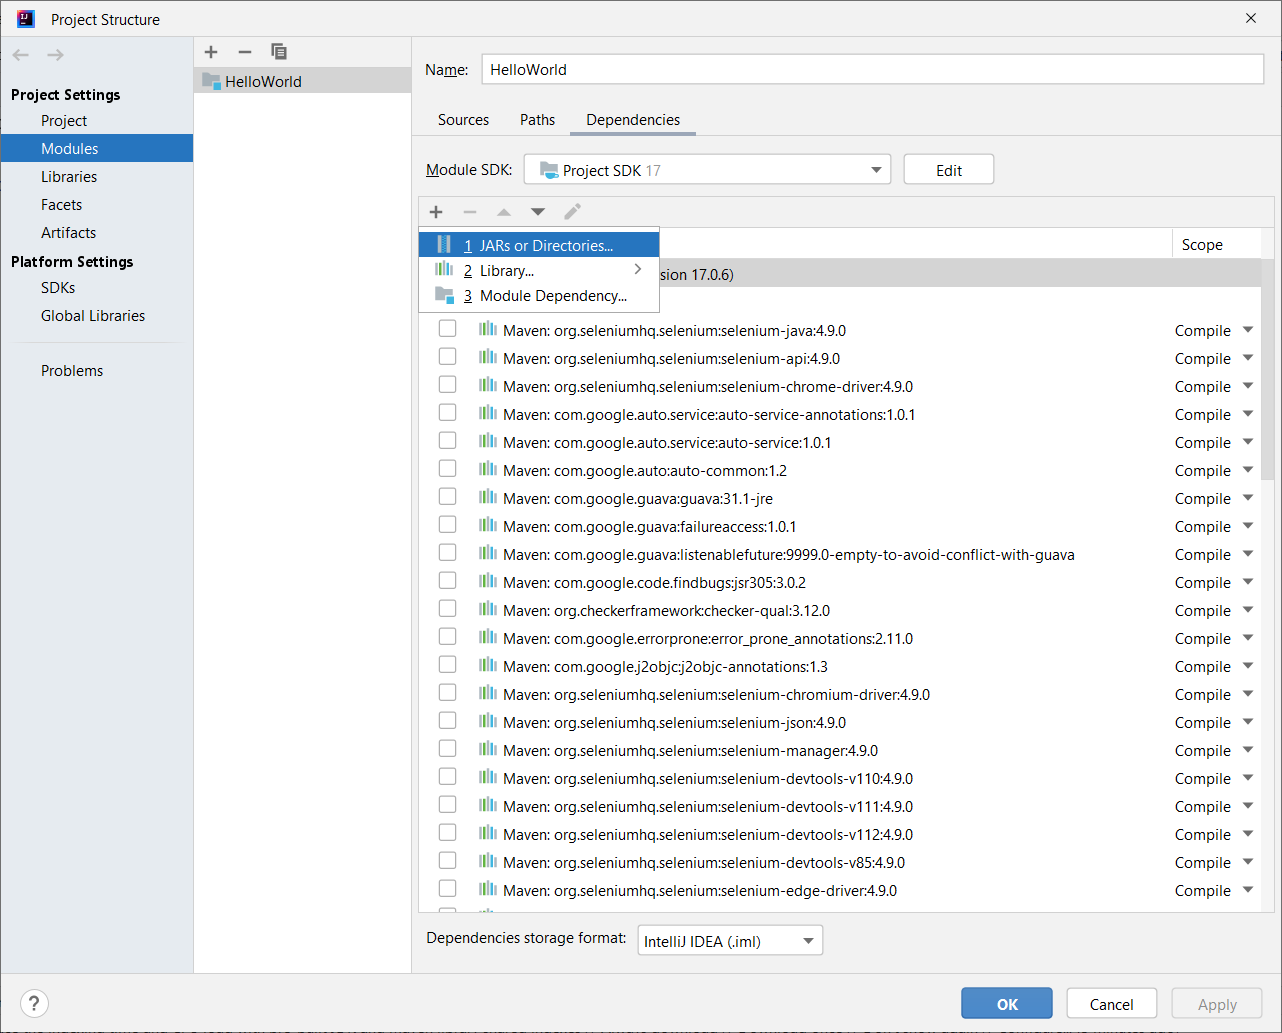 Project Structure
Project Settings
Project
Modules
Libraries
Facets
Artifacts
Platform Settings
SDKs
Global Libraries
Problems
HelloWorld
Name: HelloWorld
Sources Paths Dependencies
Module SDK: Project SDK 17 Edit
1 JARs or Directories...
2 Library...
3 Module Dependency...
Scope
sion 17.0.6)
Maven: org.seleniumhq.selenium:selenium-java:4.9.0 Compile
Maven: org.seleniumhq.selenium:selenium-api:4.9.0 Compile
Maven: org.seleniumhq.selenium:selenium-chrome-driver:4.9.0 Compile
Maven: com.google.auto.service:auto-service-annotations:1.0.1 Compile
Maven: com.google.auto.service:auto-service:1.0.1 Compile
Maven: com.google.auto:auto-common:1.2 Compile
Maven: com.google.guava:guava:31.1-jre Compile
Maven: com.google.guava:failureaccess:1.0.1 Compile
Maven: com.google.guava:listenablefuture:9999.0-empty-to-avoid-conflict-with-guava Compile
Maven: com.google.code.findbugs:jsr305:3.0.2 Compile
Maven: org.checkerframework:checker-qual:3.12.0 Compile
Maven: com.google.errorprone:error_prone_annotations:2.11.0 Compile
Maven: com.google.j2objc:j2objc-annotations:1.3 Compile
Maven: org.seleniumhq.selenium:selenium-chromium-driver:4.9.0 Compile
Maven: org.seleniumhq.selenium:selenium-json:4.9.0 Compile
Maven: org.seleniumhq.selenium:selenium-manager:4.9.0 Compile
Maven: org.seleniumhq.selenium:selenium-devtools-v110:4.9.0 Compile
Maven: org.seleniumhq.selenium:selenium-devtools-v111:4.9.0 Compile
Maven: org.seleniumhq.selenium:selenium-devtools-v112:4.9.0 Compile
Maven: org.seleniumhq.selenium:selenium-devtools-v85:4.9.0 Compile
Maven: org.seleniumhq.selenium:selenium-edge-driver:4.9.0 Compile
Dependencies storage format: IntelliJ IDEA (.iml)
? OK Cancel Apply